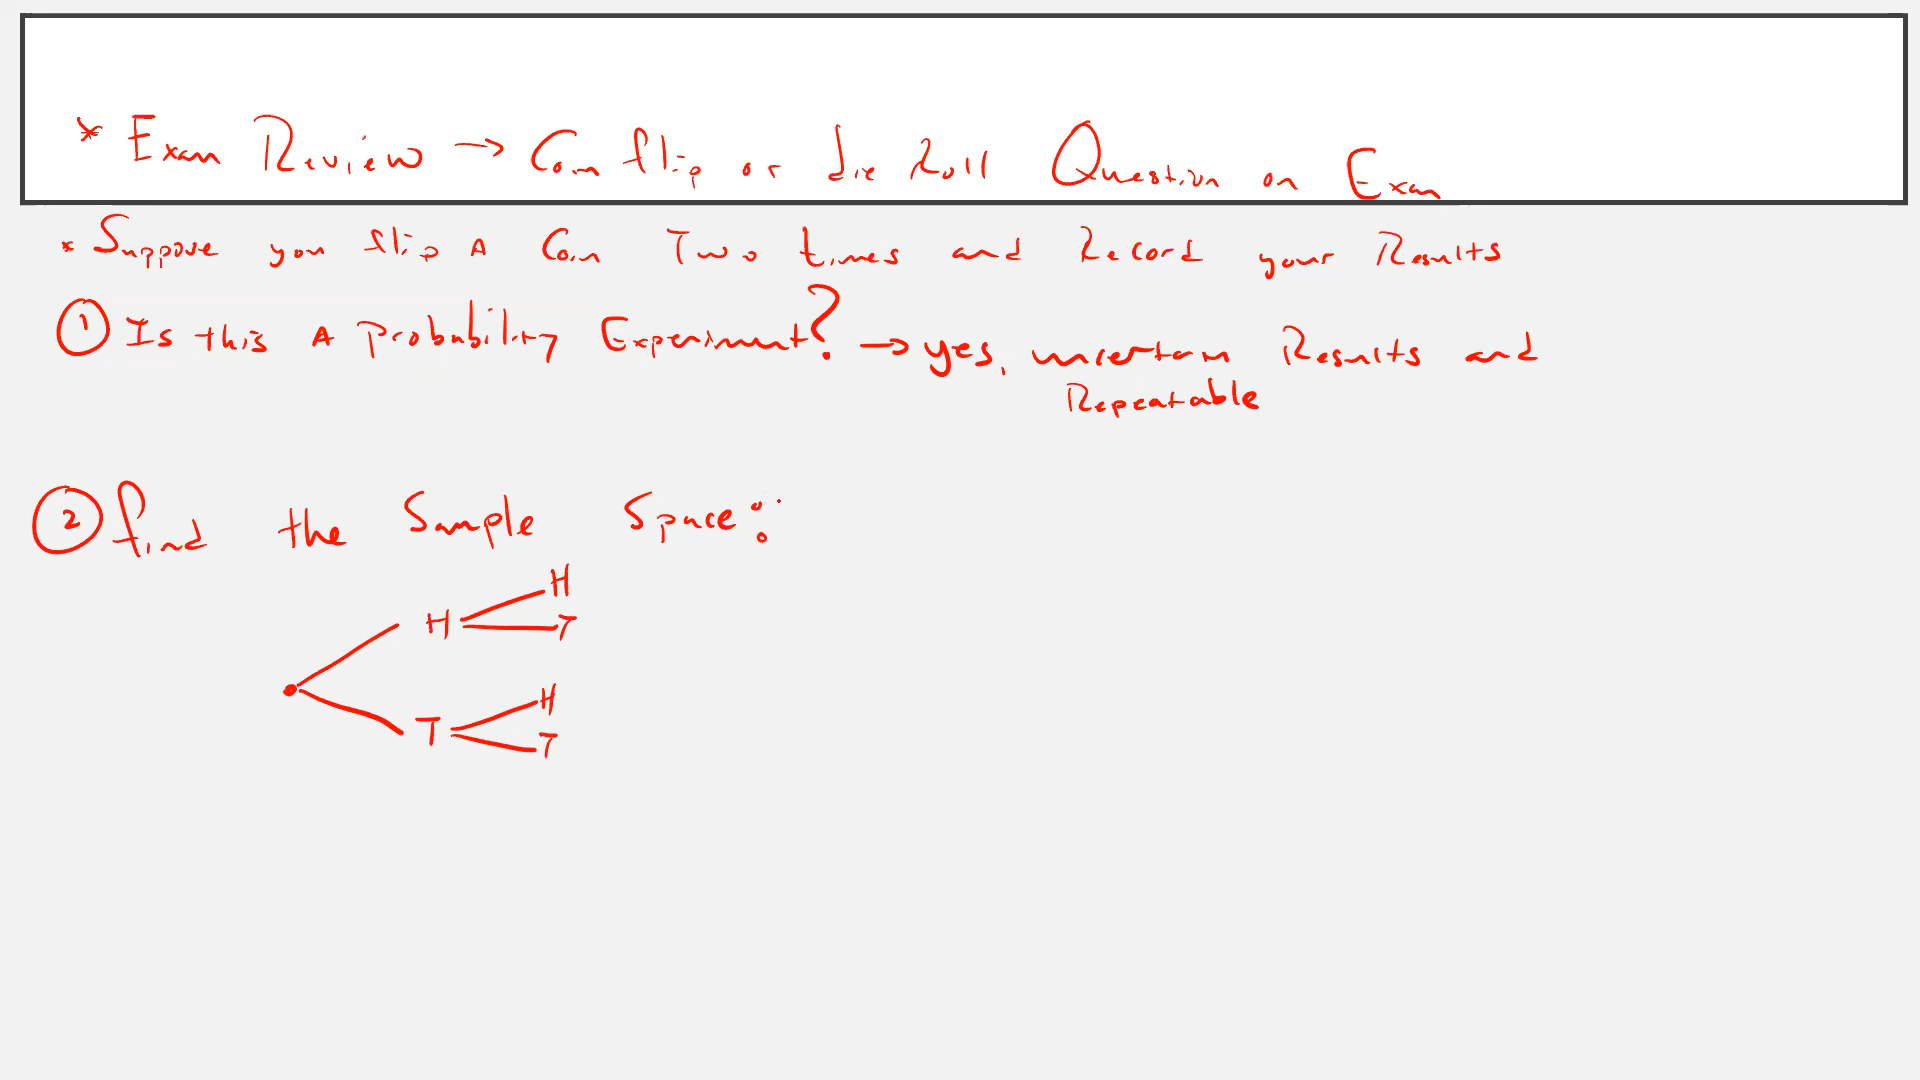 * Exam Review → Coin flip or die Roll Question on Exam
* Suppose you flip A Coin Two times and Record your Results
① Is this A Probability Experiment? → yes, uncertain Results and
Repeatable
② find the Sample Space:
H
H T
H
T T